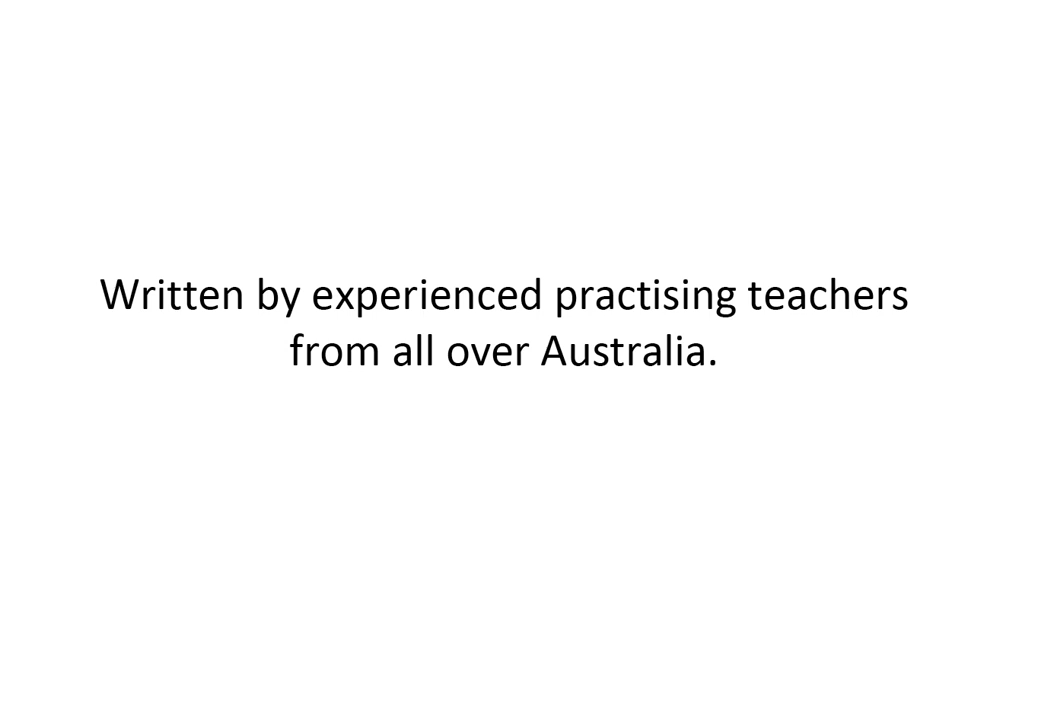 Written by experienced practising teachers
from all over Australia.